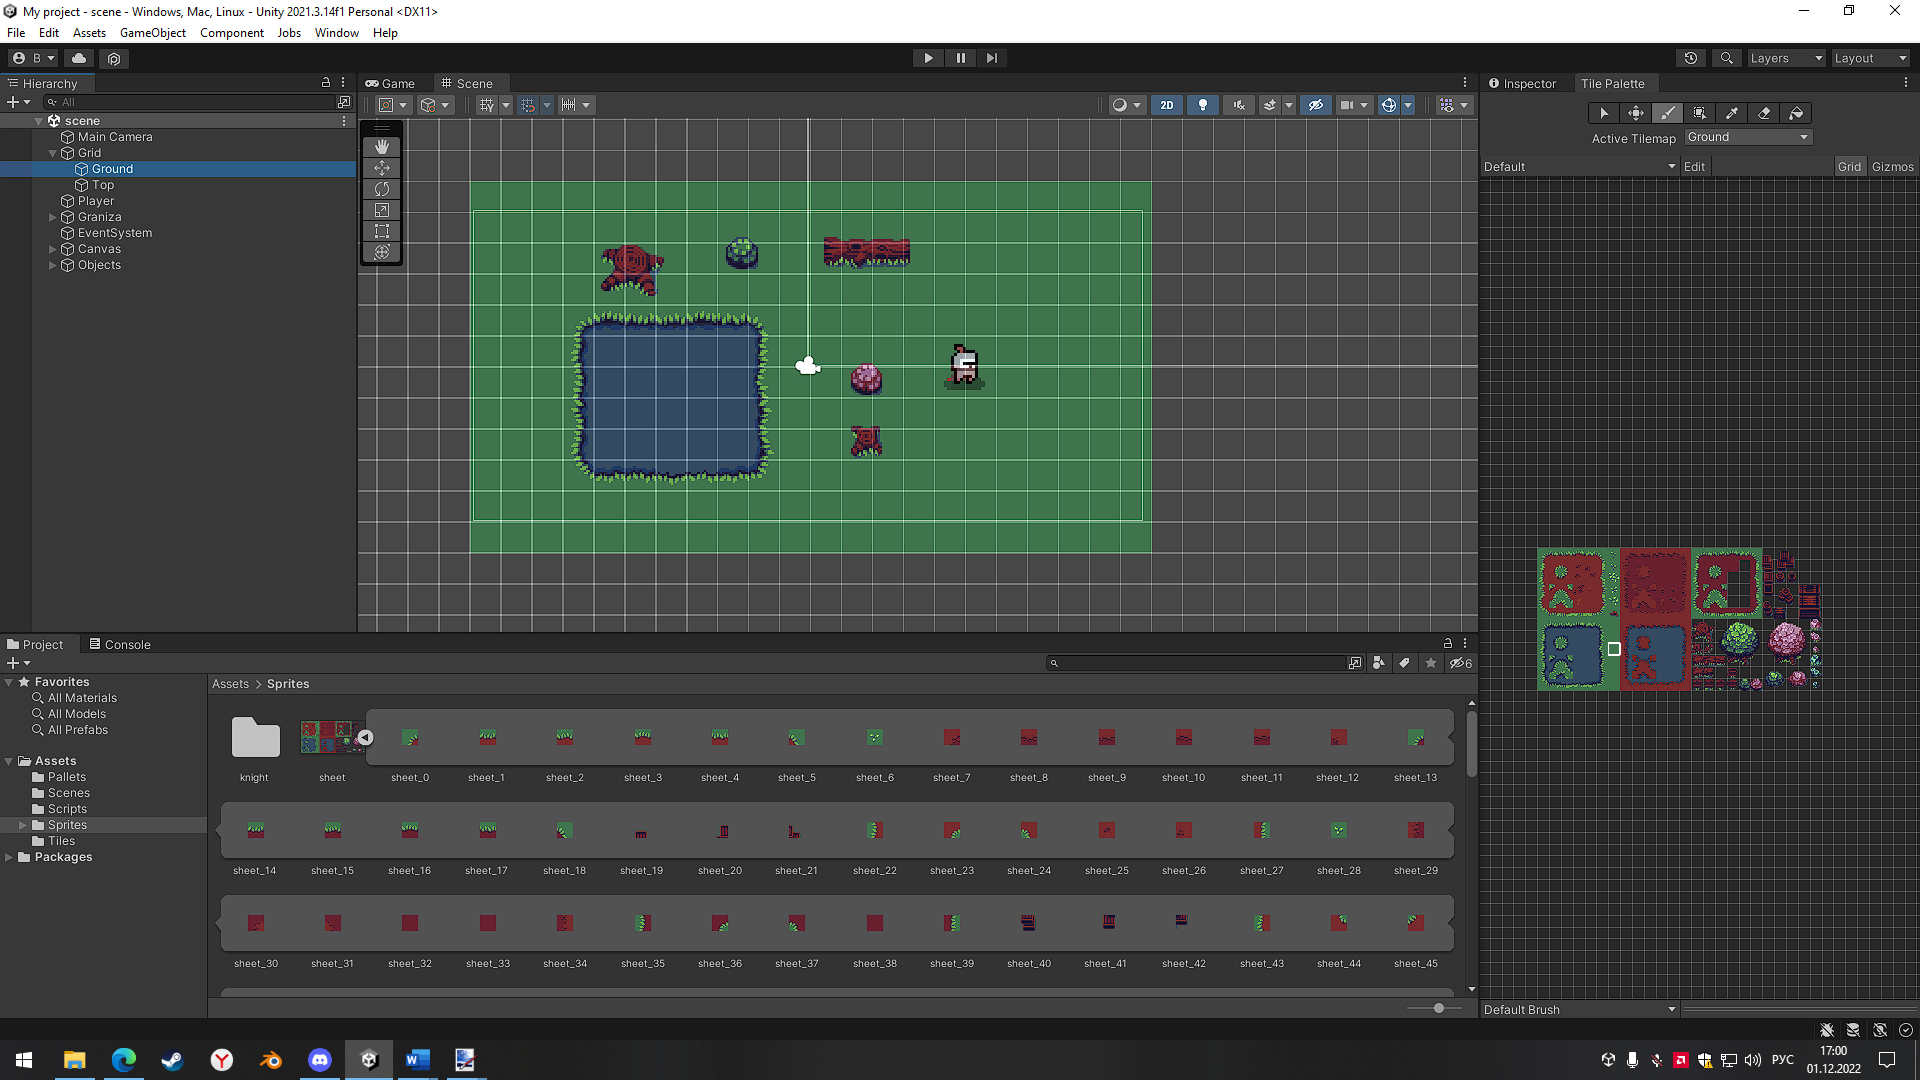 My project - scene - Windows, Mac, Linux - Unity 2021.3.14f1 Personal <DX11>
File Edit Assets GameObject Component Jobs Window Help
B Layers Layout
Hierarchy Game Scene Inspector Tile Palette
All 2D
scene
Main Camera
Grid
Ground
Top
Player
Graniza
EventSystem
Canvas
Objects
Active Tilemap Ground
Default Edit Grid Gizmos
Project Console
6
Favorites
All Materials
All Models
All Prefabs
Assets
Pallets
Scenes
Scripts
Sprites
Tiles
Packages
Assets > Sprites
knight sheet sheet_0 sheet_1 sheet_2 sheet_3 sheet_4 sheet_5 sheet_6 sheet_7 sheet_8 sheet_9 sheet_10 sheet_11 sheet_12 sheet_13
sheet_14 sheet_15 sheet_16 sheet_17 sheet_18 sheet_19 sheet_20 sheet_21 sheet_22 sheet_23 sheet_24 sheet_25 sheet_26 sheet_27 sheet_28 sheet_29
sheet_30 sheet_31 sheet_32 sheet_33 sheet_34 sheet_35 sheet_36 sheet_37 sheet_38 sheet_39 sheet_40 sheet_41 sheet_42 sheet_43 sheet_44 sheet_45
Default Brush
РУС
17:00
01.12.2022